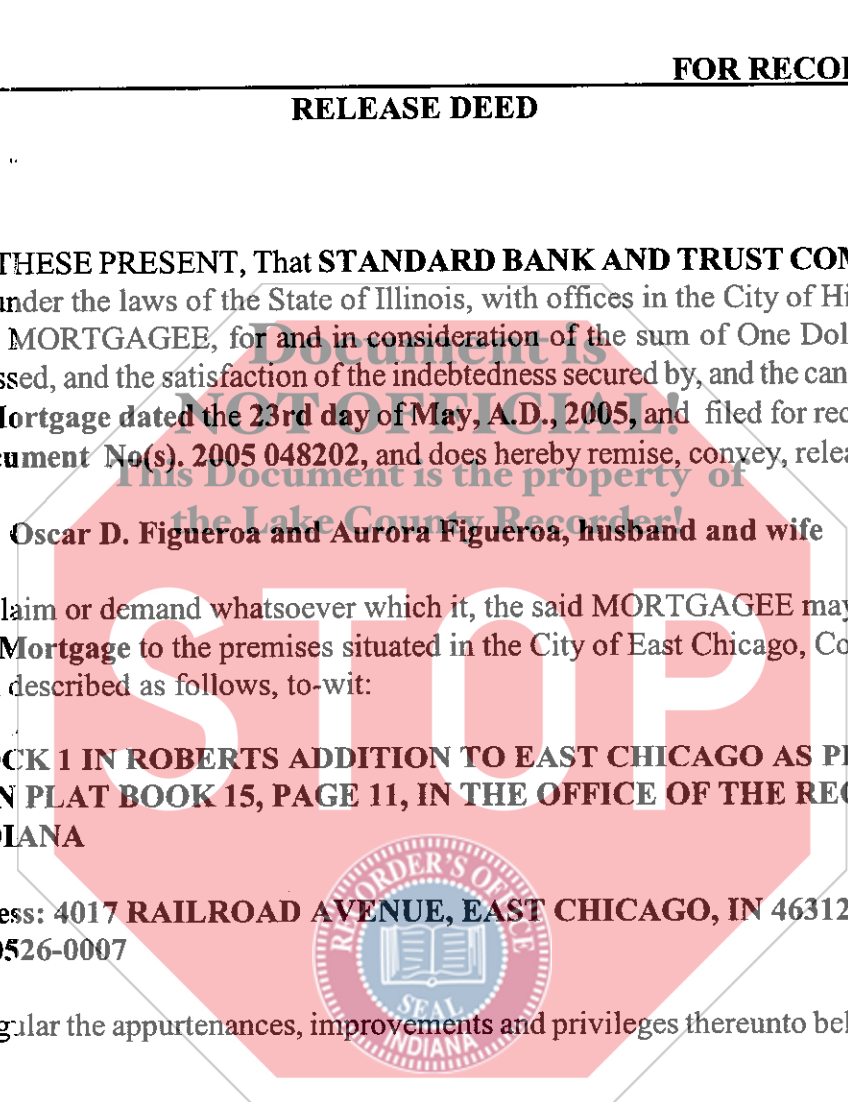 FOR RECOR
RELEASE DEED
THESE PRESENT, That STANDARD BANK AND TRUST COM
under the laws of the State of Illinois, with offices in the City of Hi
MORTGAGEE, for and in consideration of the sum of One Doll
Document is
ssed, and the satisfaction of the indebtedness secured by, and the can
Mortgage dated the 23rd day of May, A.D., 2005, and filed for rec
NOT OFFICIAL!
cument No(s). 2005 048202, and does hereby remise, convey, relea
This Document is the property of
the Lake County Recorder!
Oscar D. Figueroa and Aurora Figueroa, husband and wife
laim or demand whatsoever which it, the said MORTGAGEE may
STOP
Mortgage to the premises situated in the City of East Chicago, Co
described as follows, to-wit:
CK 1 IN ROBERTS ADDITION TO EAST CHICAGO AS PL
N PLAT BOOK 15, PAGE 11, IN THE OFFICE OF THE REC
DIANA
RECORDER'S OFFICE
ess: 4017 RAILROAD AVENUE, EAST CHICAGO, IN 46312
0526-0007
SEAL
gular the appurtenances, improvements and privileges thereunto bel
INDIANA